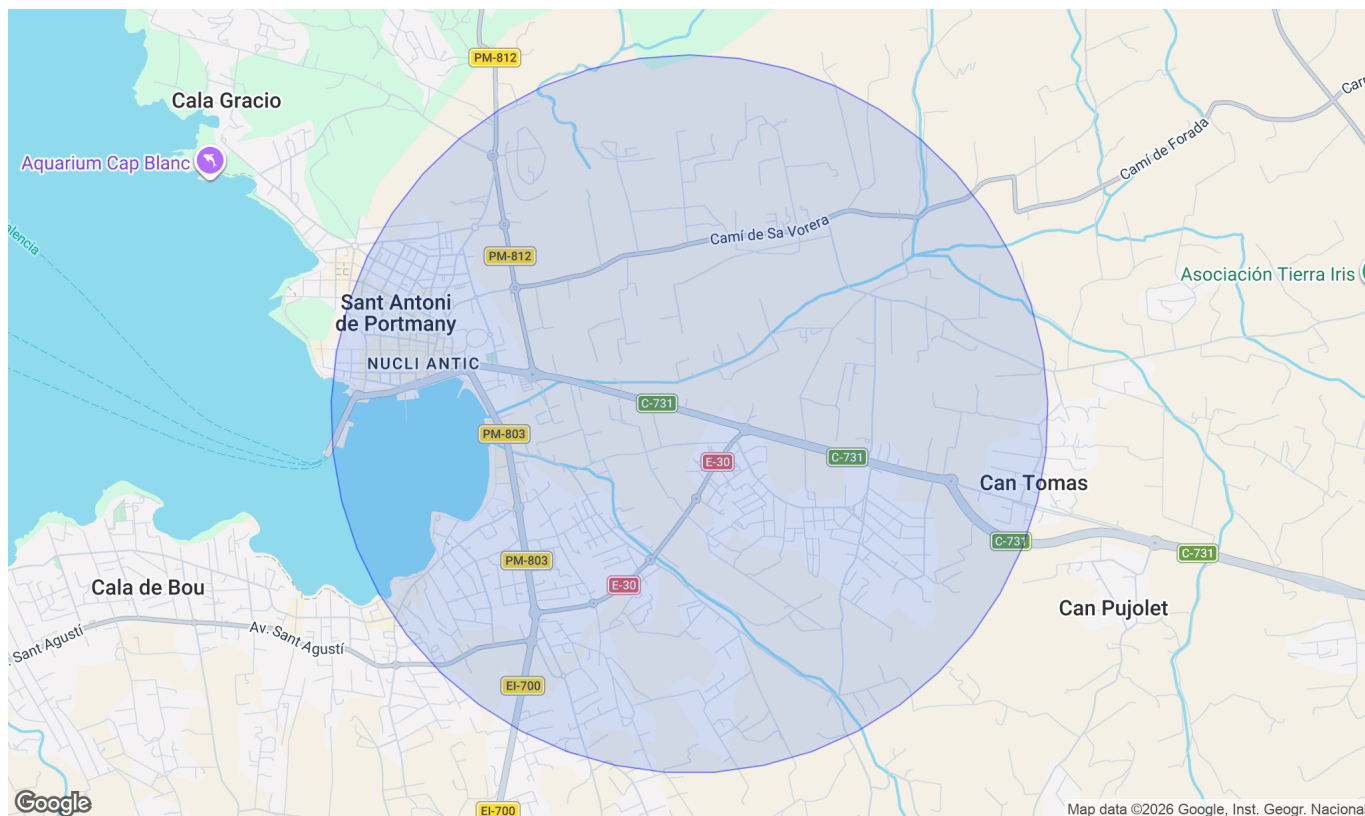 PM-812
Cala Gracio
Aquarium Cap Blanc
Camí de Forada
Camí de Sa Vorera
PM-812
Asociación Tierra Iris
Sant Antoni
de Portmany
NUCLI ANTIC
C-731
PM-803
E-30
C-731
Can Tomas
C-731
C-731
PM-803
E-30
Cala de Bou
Can Pujolet
Sant Agustí
Av. Sant Agustí
EI-700
EI-700
Google
Map data ©2026 Google, Inst. Geogr. Nacional